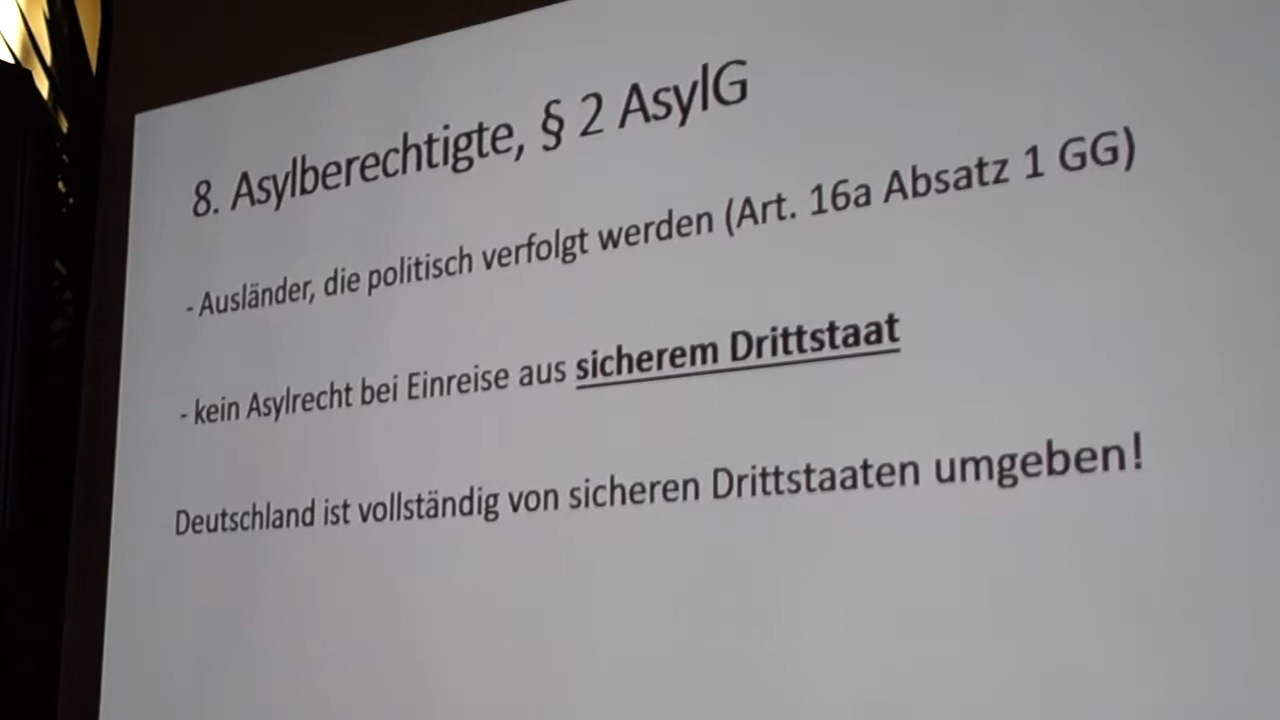 8. Asylberechtigte, § 2 AsylG
- Ausländer, die politisch verfolgt werden (Art. 16a Absatz 1 GG)
- kein Asylrecht bei Einreise aus sicherem Drittstaat
Deutschland ist vollständig von sicheren Drittstaaten umgeben!